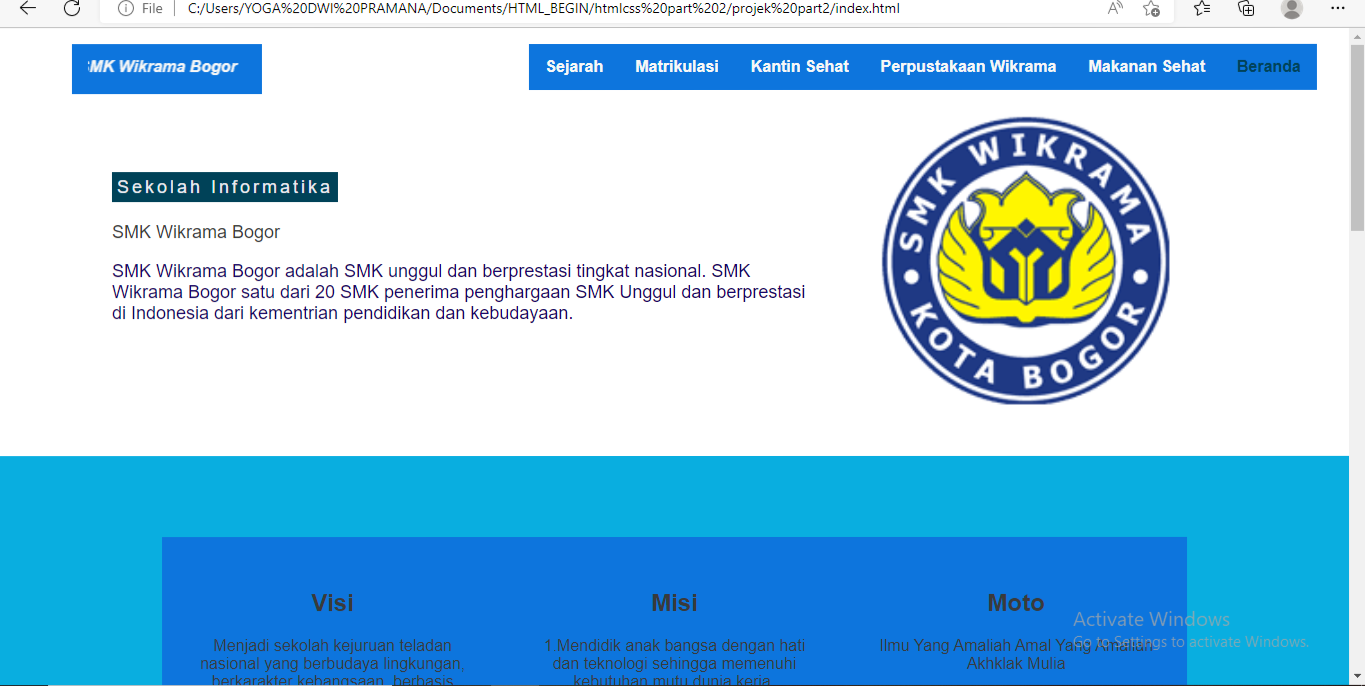 File C:/Users/YOGA%20DWI%20PRAMANA/Documents/HTML_BEGIN/htmlcss%20part%202/projek%20part2/index.html
MK Wikrama Bogor
Sejarah Matrikulasi Kantin Sehat Perpustakaan Wikrama Makanan Sehat Beranda
SMK WIKRAMA
KOTA BOGOR
Sekolah Informatika
SMK Wikrama Bogor
SMK Wikrama Bogor adalah SMK unggul dan berprestasi tingkat nasional. SMK
Wikrama Bogor satu dari 20 SMK penerima penghargaan SMK Unggul dan berprestasi
di Indonesia dari kementrian pendidikan dan kebudayaan.
Visi
Menjadi sekolah kejuruan teladan
nasional yang berbudaya lingkungan,
berkarakter kebangsaan, berbasis
Misi
1.Mendidik anak bangsa dengan hati
dan teknologi sehingga memenuhi
kebutuhan mutu dunia kerja
Moto
Ilmu Yang Amaliah Amal Yang Amaliah
Akhklak Mulia
Activate Windows
Go to Settings to activate Windows.